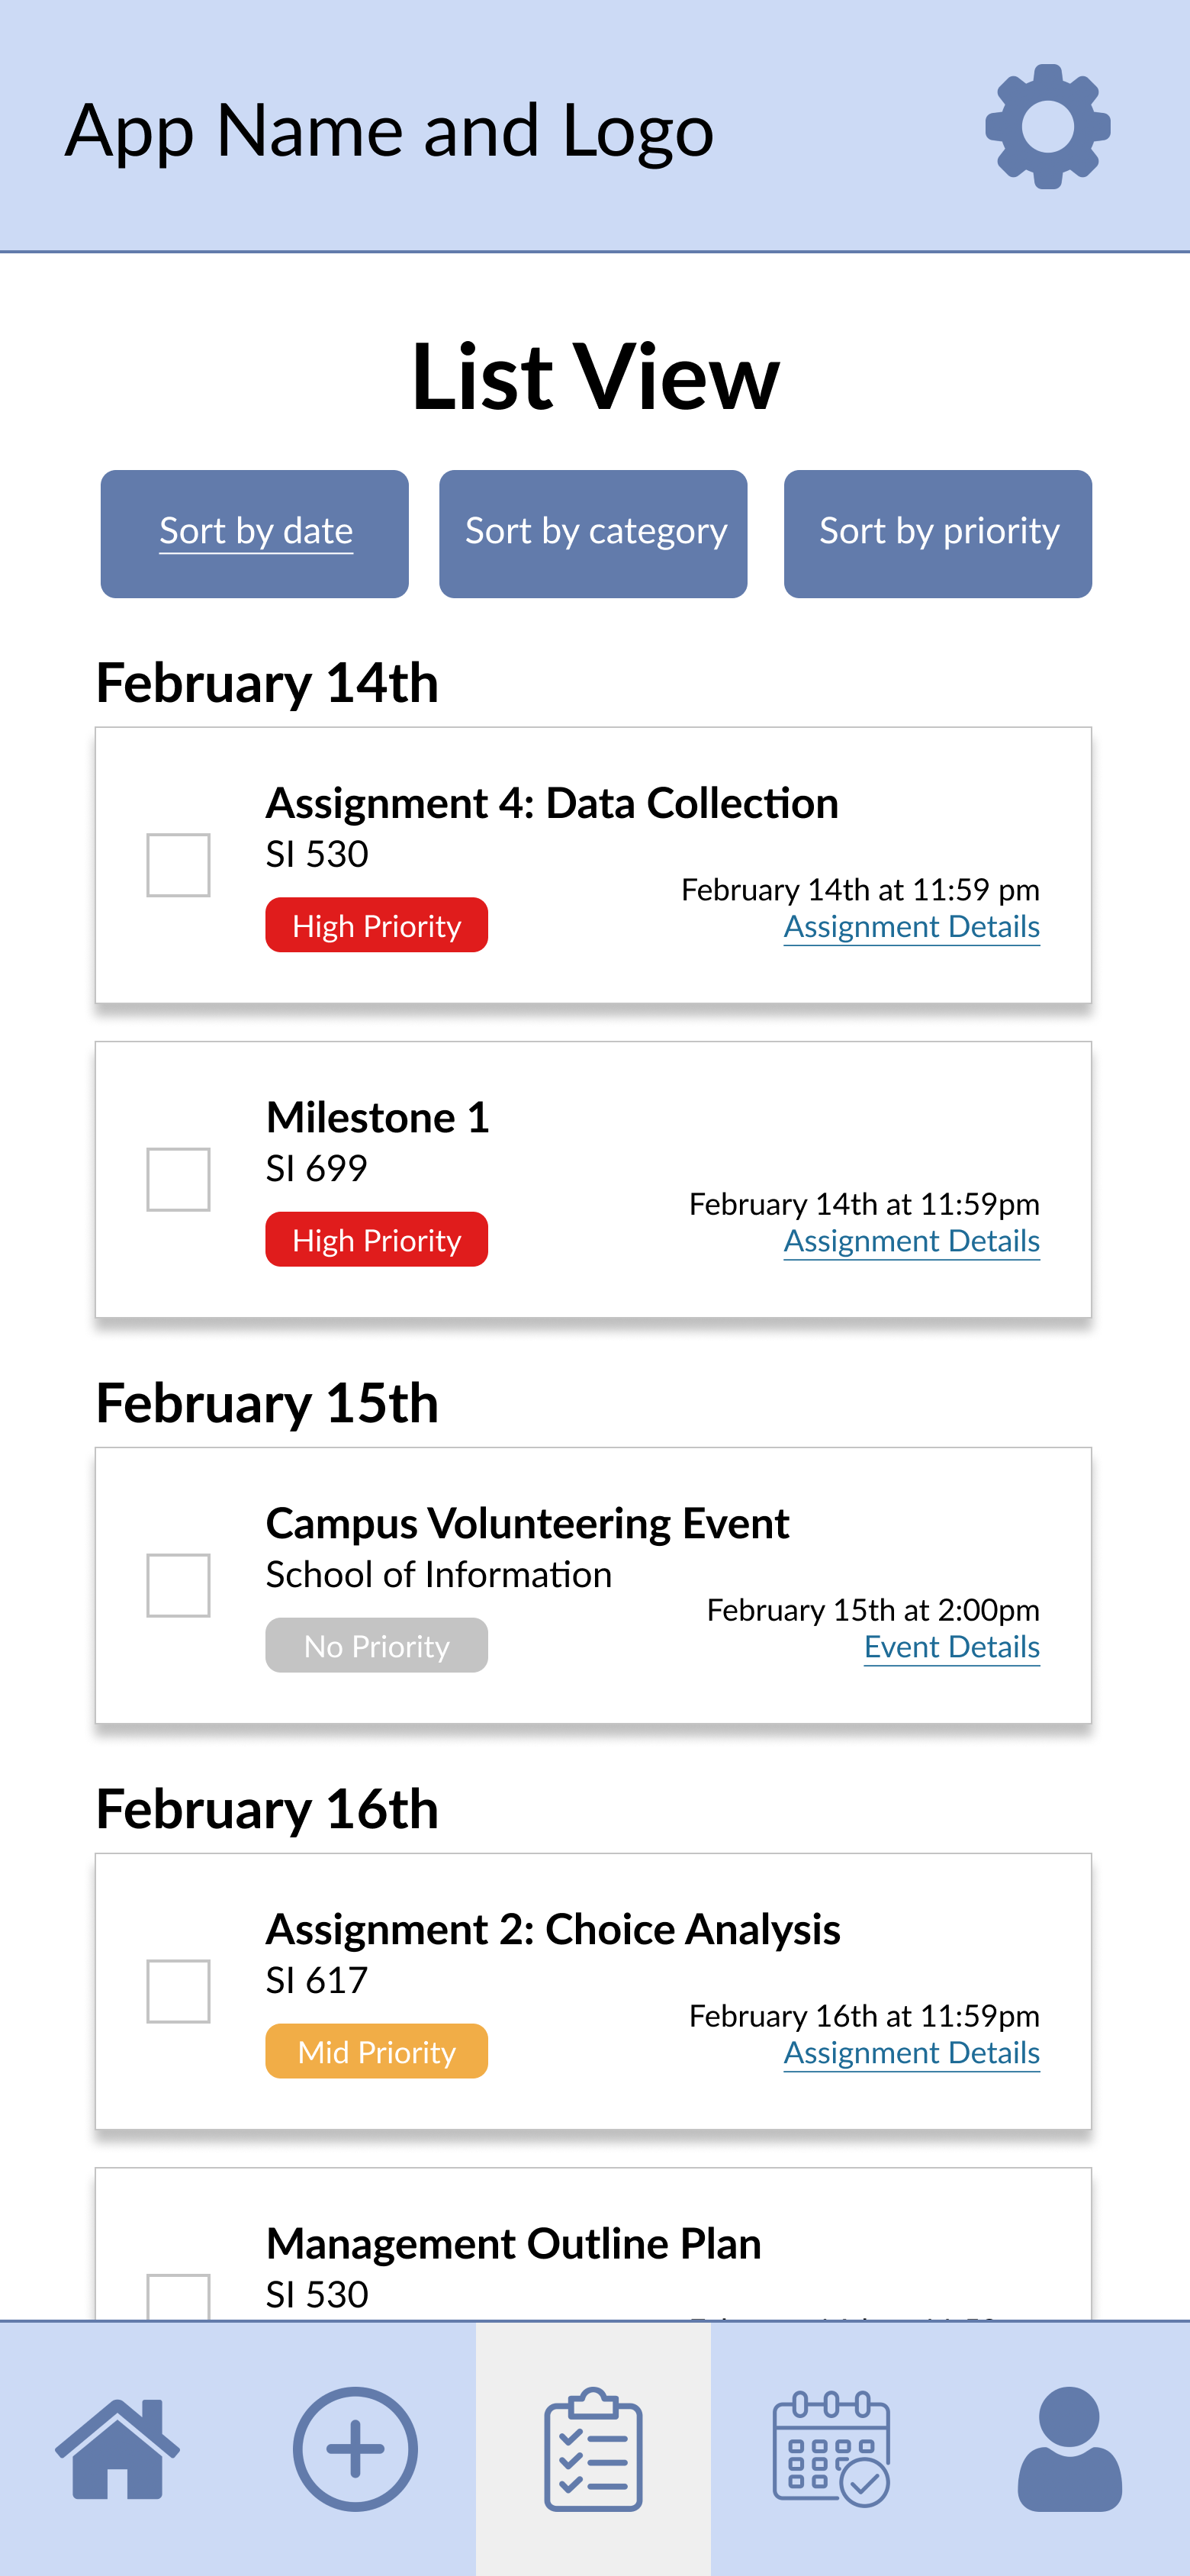 App Name and Logo
List View
Sort by date
Sort by category
Sort by priority
February 14th
Assignment 4: Data Collection
SI 530
High Priority
February 14th at 11:59 pm
Assignment Details
Milestone 1
SI 699
High Priority
February 14th at 11:59pm
Assignment Details
February 15th
Campus Volunteering Event
School of Information
No Priority
February 15th at 2:00pm
Event Details
February 16th
Assignment 2: Choice Analysis
SI 617
Mid Priority
February 16th at 11:59pm
Assignment Details
Management Outline Plan
SI 530